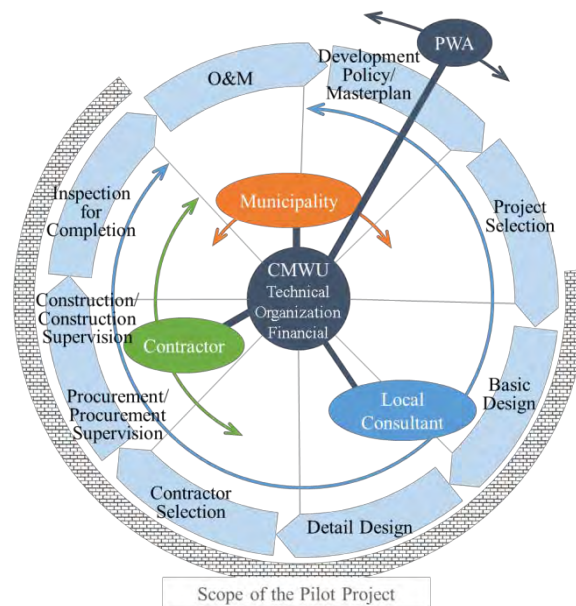 PWA
O&M
Development
Policy/
Masterplan
Municipality
Inspection
for
Completion
Project
Selection
CMWU
Technical
Organization
Financial
Construction/
Construction
Supervision
Contractor
Basic
Design
Local
Consultant
Procurement/
Procurement
Supervision
Contractor
Selection
Detail Design
Scope of the Pilot Project